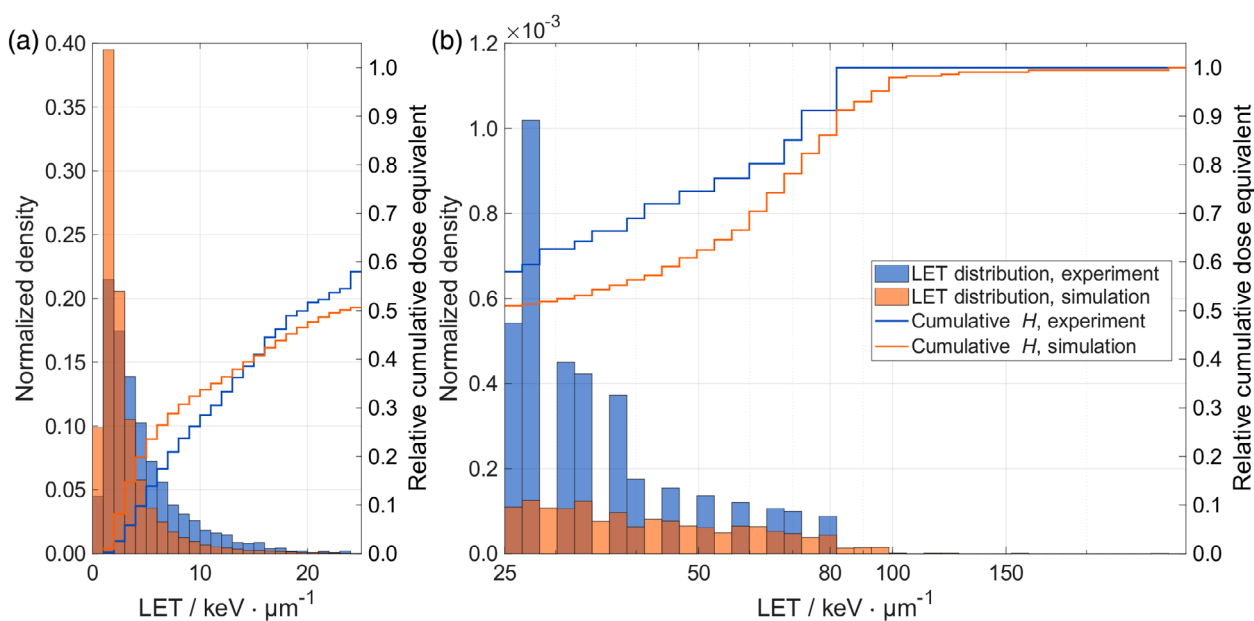 (a)
0.40
0.35
0.30
0.25
0.20
0.15
0.10
0.05
0.00
Normalized density
1.0
0.9
0.8
0.7
0.6
0.5
0.4
0.3
0.2
0.1
0.0
Relative cumulative dose equivalent
0 10 20
LET / keV · μm⁻¹
(b)
×10⁻³
1.2
1.0
0.8
0.6
0.4
0.2
0.0
Normalized density
LET distribution, experiment
LET distribution, simulation
Cumulative H, experiment
Cumulative H, simulation
1.0
0.9
0.8
0.7
0.6
0.5
0.4
0.3
0.2
0.1
0.0
Relative cumulative dose equivalent
25 50 80 100 150
LET / keV · μm⁻¹